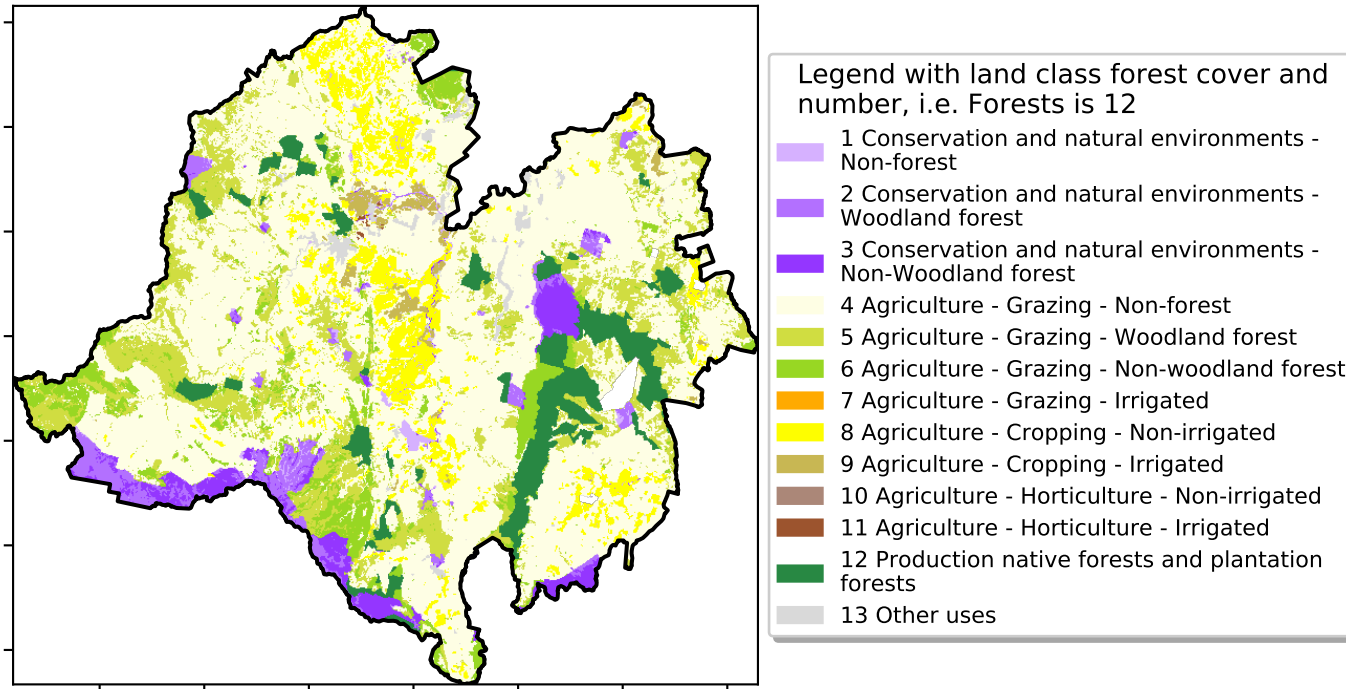 Legend with land class forest cover and
number, i.e. Forests is 12
1 Conservation and natural environments -
Non-forest
2 Conservation and natural environments -
Woodland forest
3 Conservation and natural environments -
Non-Woodland forest
4 Agriculture - Grazing - Non-forest
5 Agriculture - Grazing - Woodland forest
6 Agriculture - Grazing - Non-woodland forest
7 Agriculture - Grazing - Irrigated
8 Agriculture - Cropping - Non-irrigated
9 Agriculture - Cropping - Irrigated
10 Agriculture - Horticulture - Non-irrigated
11 Agriculture - Horticulture - Irrigated
12 Production native forests and plantation
forests
13 Other uses